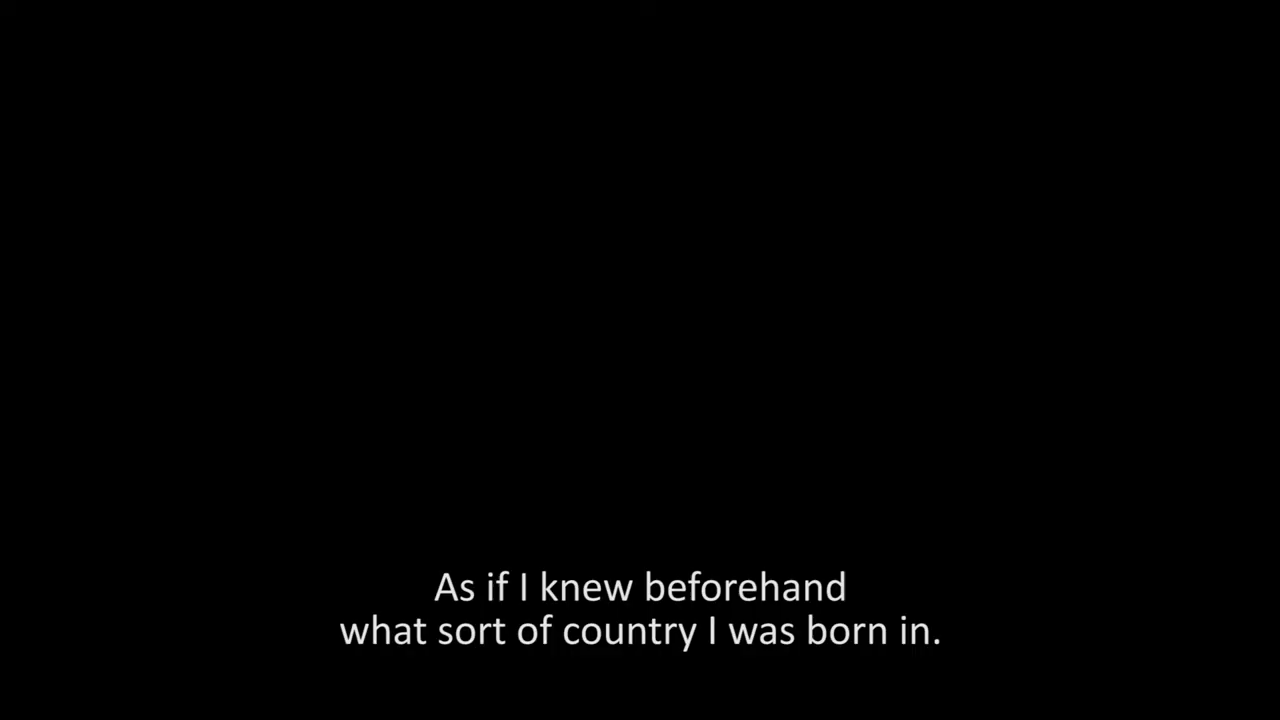 As if I knew beforehand
what sort of country I was born in.